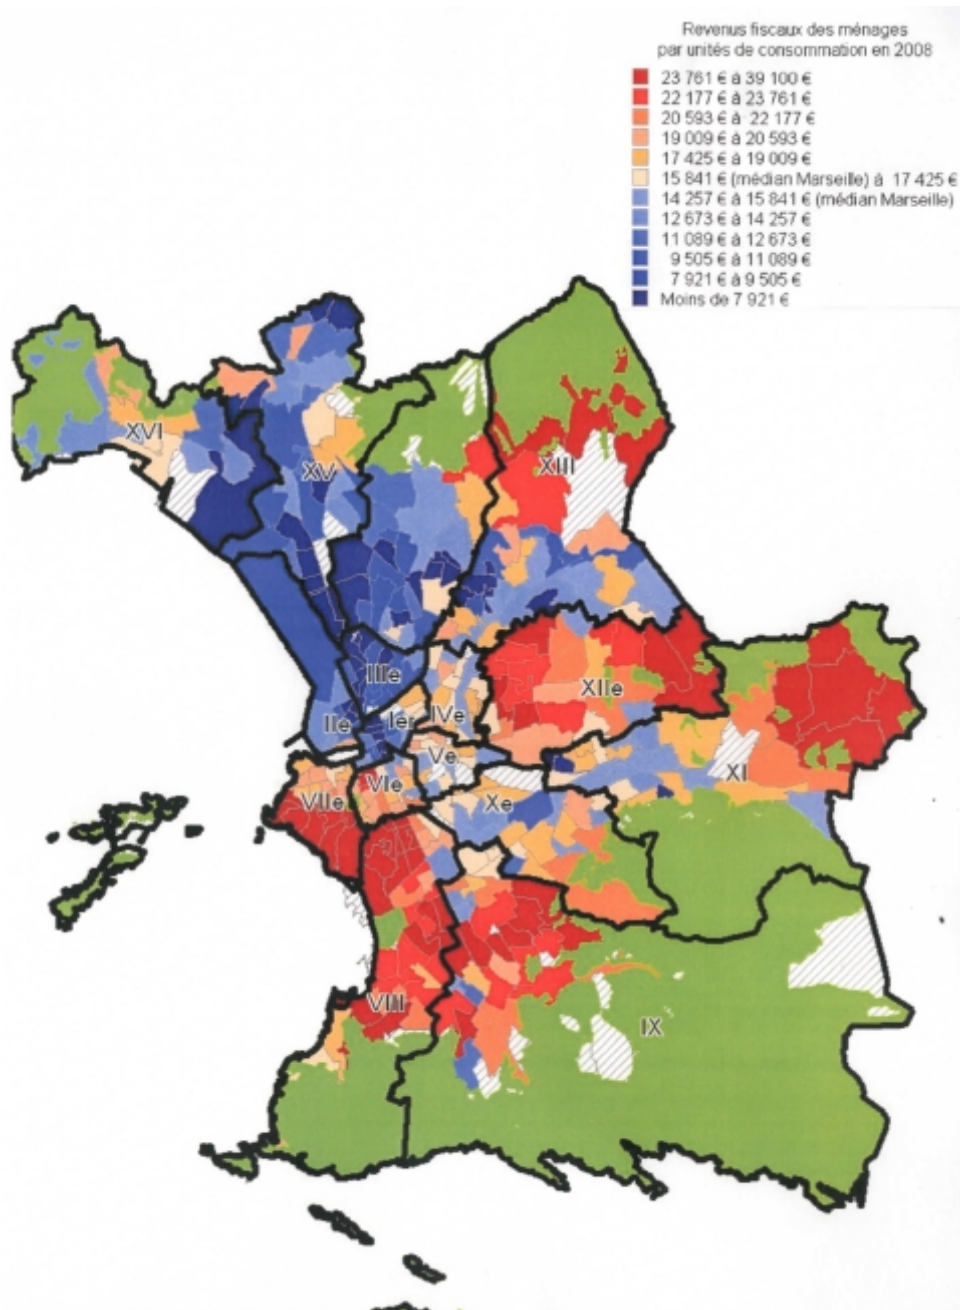 Revenus fiscaux des ménages
par unités de consommation en 2008
23 761 € à 39 100 €
22 177 € à 23 761 €
20 593 € à 22 177 €
19 009 € à 20 593 €
17 425 € à 19 009 €
15 841 € (médian Marseille) à 17 425 €
14 257 € à 15 841 € (médian Marseille)
12 673 € à 14 257 €
11 089 € à 12 673 €
9 505 € à 11 089 €
7 921 € à 9 505 €
Moins de 7 921 €
XVI
XV
XIII
IIIe
XIIe
IIe
Ier
IVe
Ve
XI
VIIe
VIe
Xe
VIII
IX